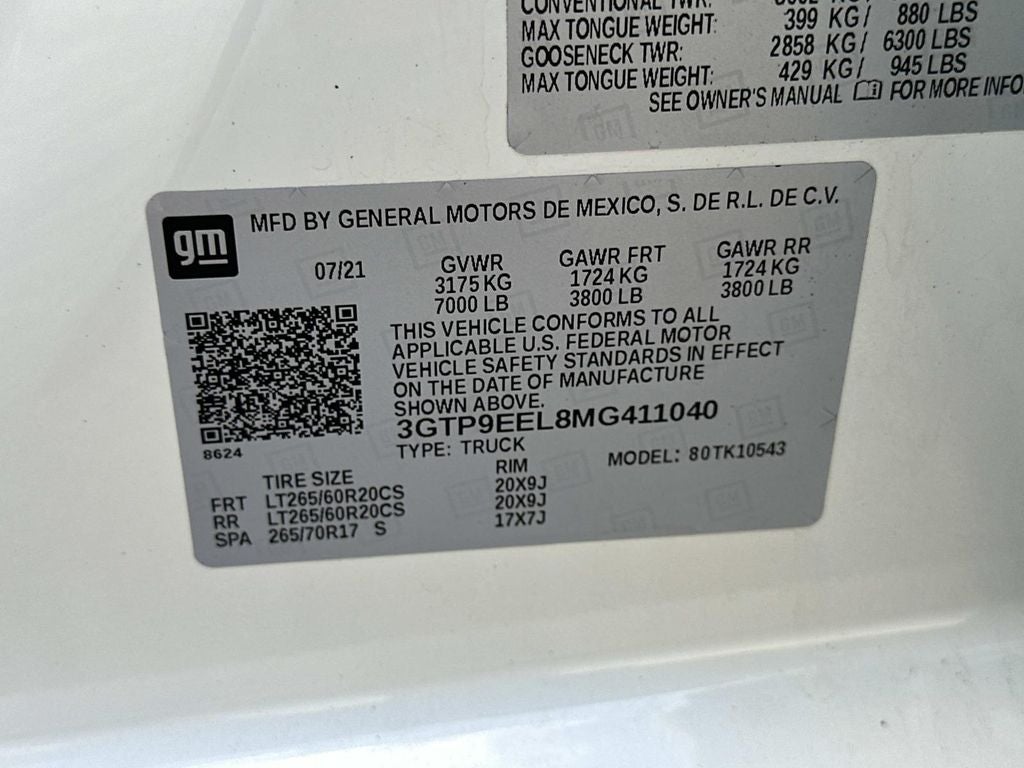 CONVENTIONAL TWR:
MAX TONGUE WEIGHT: 399 KG/ 880 LBS
GOOSENECK TWR: 2858 KG/ 6300 LBS
MAX TONGUE WEIGHT: 429 KG/ 945 LBS
SEE OWNER'S MANUAL FOR MORE INFO
gm
MFD BY GENERAL MOTORS DE MEXICO, S. DE R.L. DE C.V.
07/21 GVWR GAWR FRT GAWR RR
3175 KG 1724 KG 1724 KG
7000 LB 3800 LB 3800 LB
THIS VEHICLE CONFORMS TO ALL
APPLICABLE U.S. FEDERAL MOTOR
VEHICLE SAFETY STANDARDS IN EFFECT
ON THE DATE OF MANUFACTURE
SHOWN ABOVE.
3GTP9EEL8MG411040
8624
TYPE: TRUCK MODEL: 80TK10543
TIRE SIZE RIM
FRT LT265/60R20CS 20X9J
RR LT265/60R20CS 20X9J
SPA 265/70R17 S 17X7J